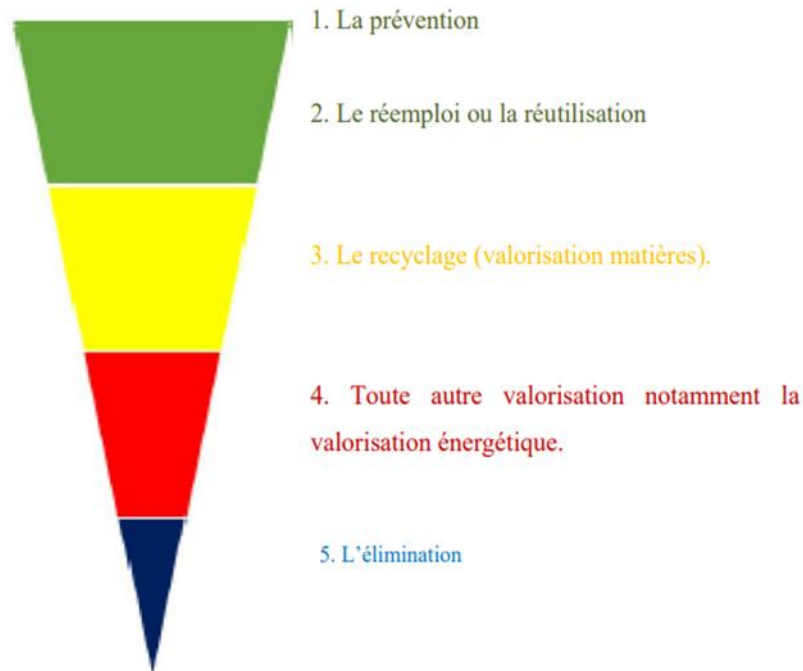 1. La prévention
2. Le réemploi ou la réutilisation
3. Le recyclage (valorisation matières).
4. Toute autre valorisation notamment la
valorisation énergétique.
5. L’élimination